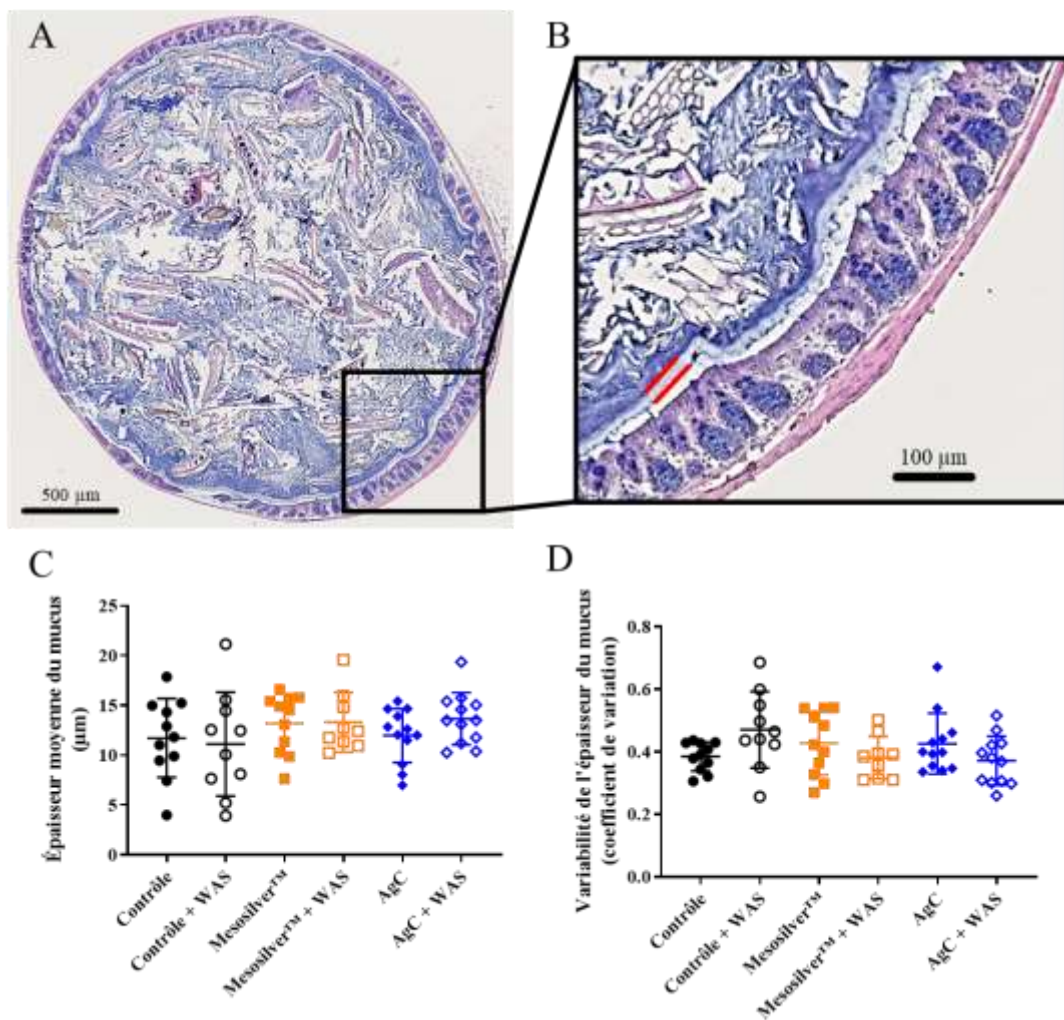 A
B
500 µm
100 µm
C
D
Épaisseur moyenne du mucus
(µm)
25
20
15
10
5
0
Contrôle
Contrôle + WAS
Mesosilver™
Mesosilver™ + WAS
AgC
AgC + WAS
Variabilité de l'épaisseur du mucus
(coefficient de variation)
0.8
0.6
0.4
0.2
0.0
Contrôle
Contrôle + WAS
Mesosilver™
Mesosilver™ + WAS
AgC
AgC + WAS